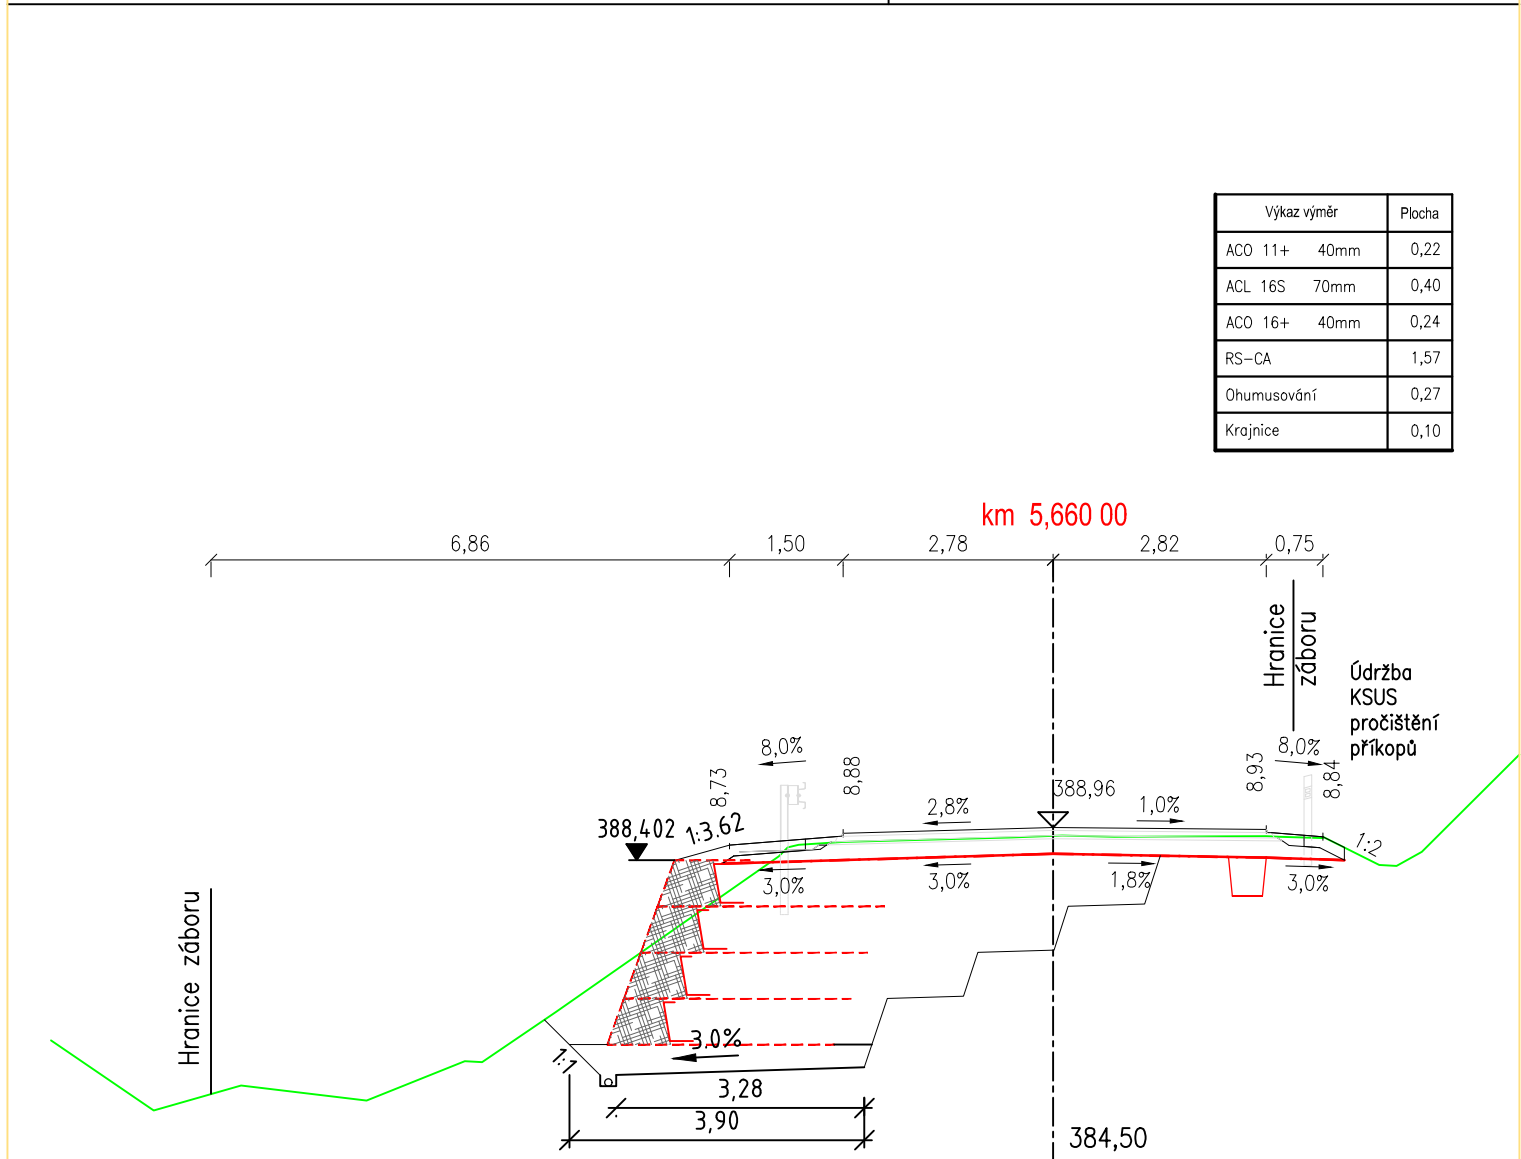 Výkaz výměr Plocha
ACO 11+ 40mm 0,22
ACL 16S 70mm 0,40
ACO 16+ 40mm 0,24
RS-CA 1,57
Ohumusování 0,27
Krajnice 0,10
km 5,660 00
6,86 1,50 2,78 2,82 0,75
Hranice
záboru
Údržba
KSUS
pročištění
příkopů
8,0%
8,73
8,88
8,93
8,0%
8,84
388,96
2,8%
1,0%
388,402
1:3.62
1:2
3,0%
3,0%
1,8%
3,0%
Hranice záboru
3,0%
1:1
3,28
3,90
384,50